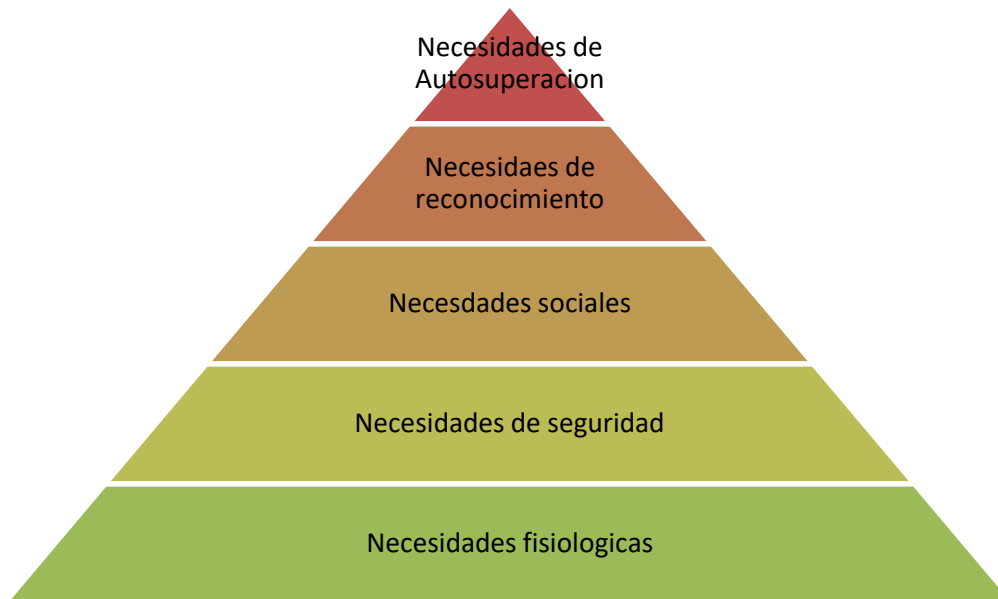 Necesidades de
Autosuperacion
Necesidaes de
reconocimiento
Necesdades sociales
Necesidades de seguridad
Necesidades fisiologicas